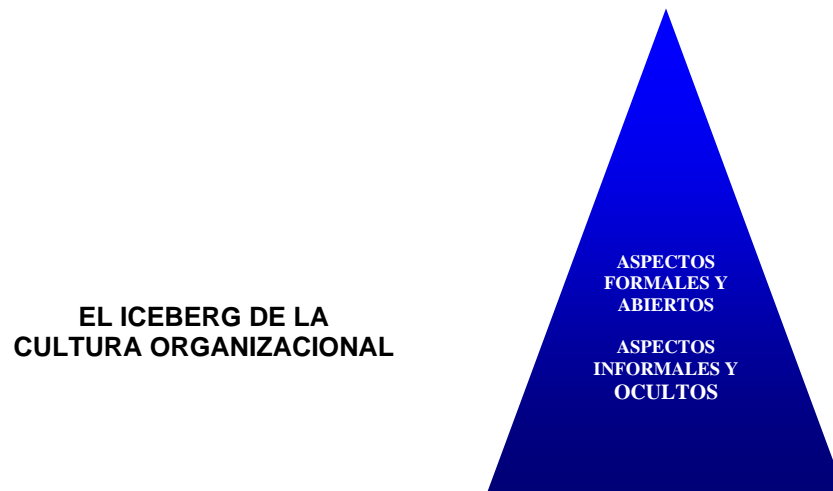 EL ICEBERG DE LA
CULTURA ORGANIZACIONAL
ASPECTOS
FORMALES Y
ABIERTOS
ASPECTOS
INFORMALES Y
OCULTOS